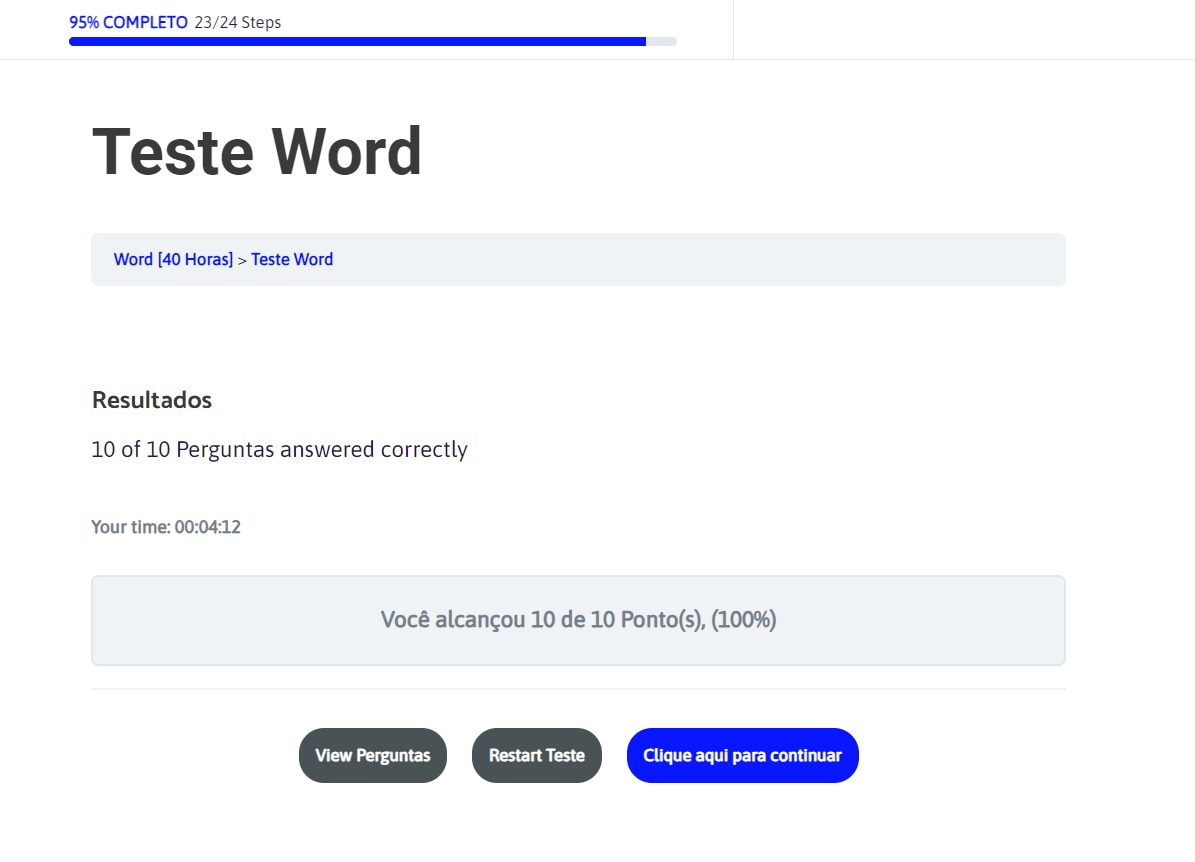 95% COMPLETO 23/24 Steps
Teste Word
Word [40 Horas] > Teste Word
Resultados
10 of 10 Perguntas answered correctly
Your time: 00:04:12
Você alcançou 10 de 10 Ponto(s), (100%)
View Perguntas Restart Teste Clique aqui para continuar